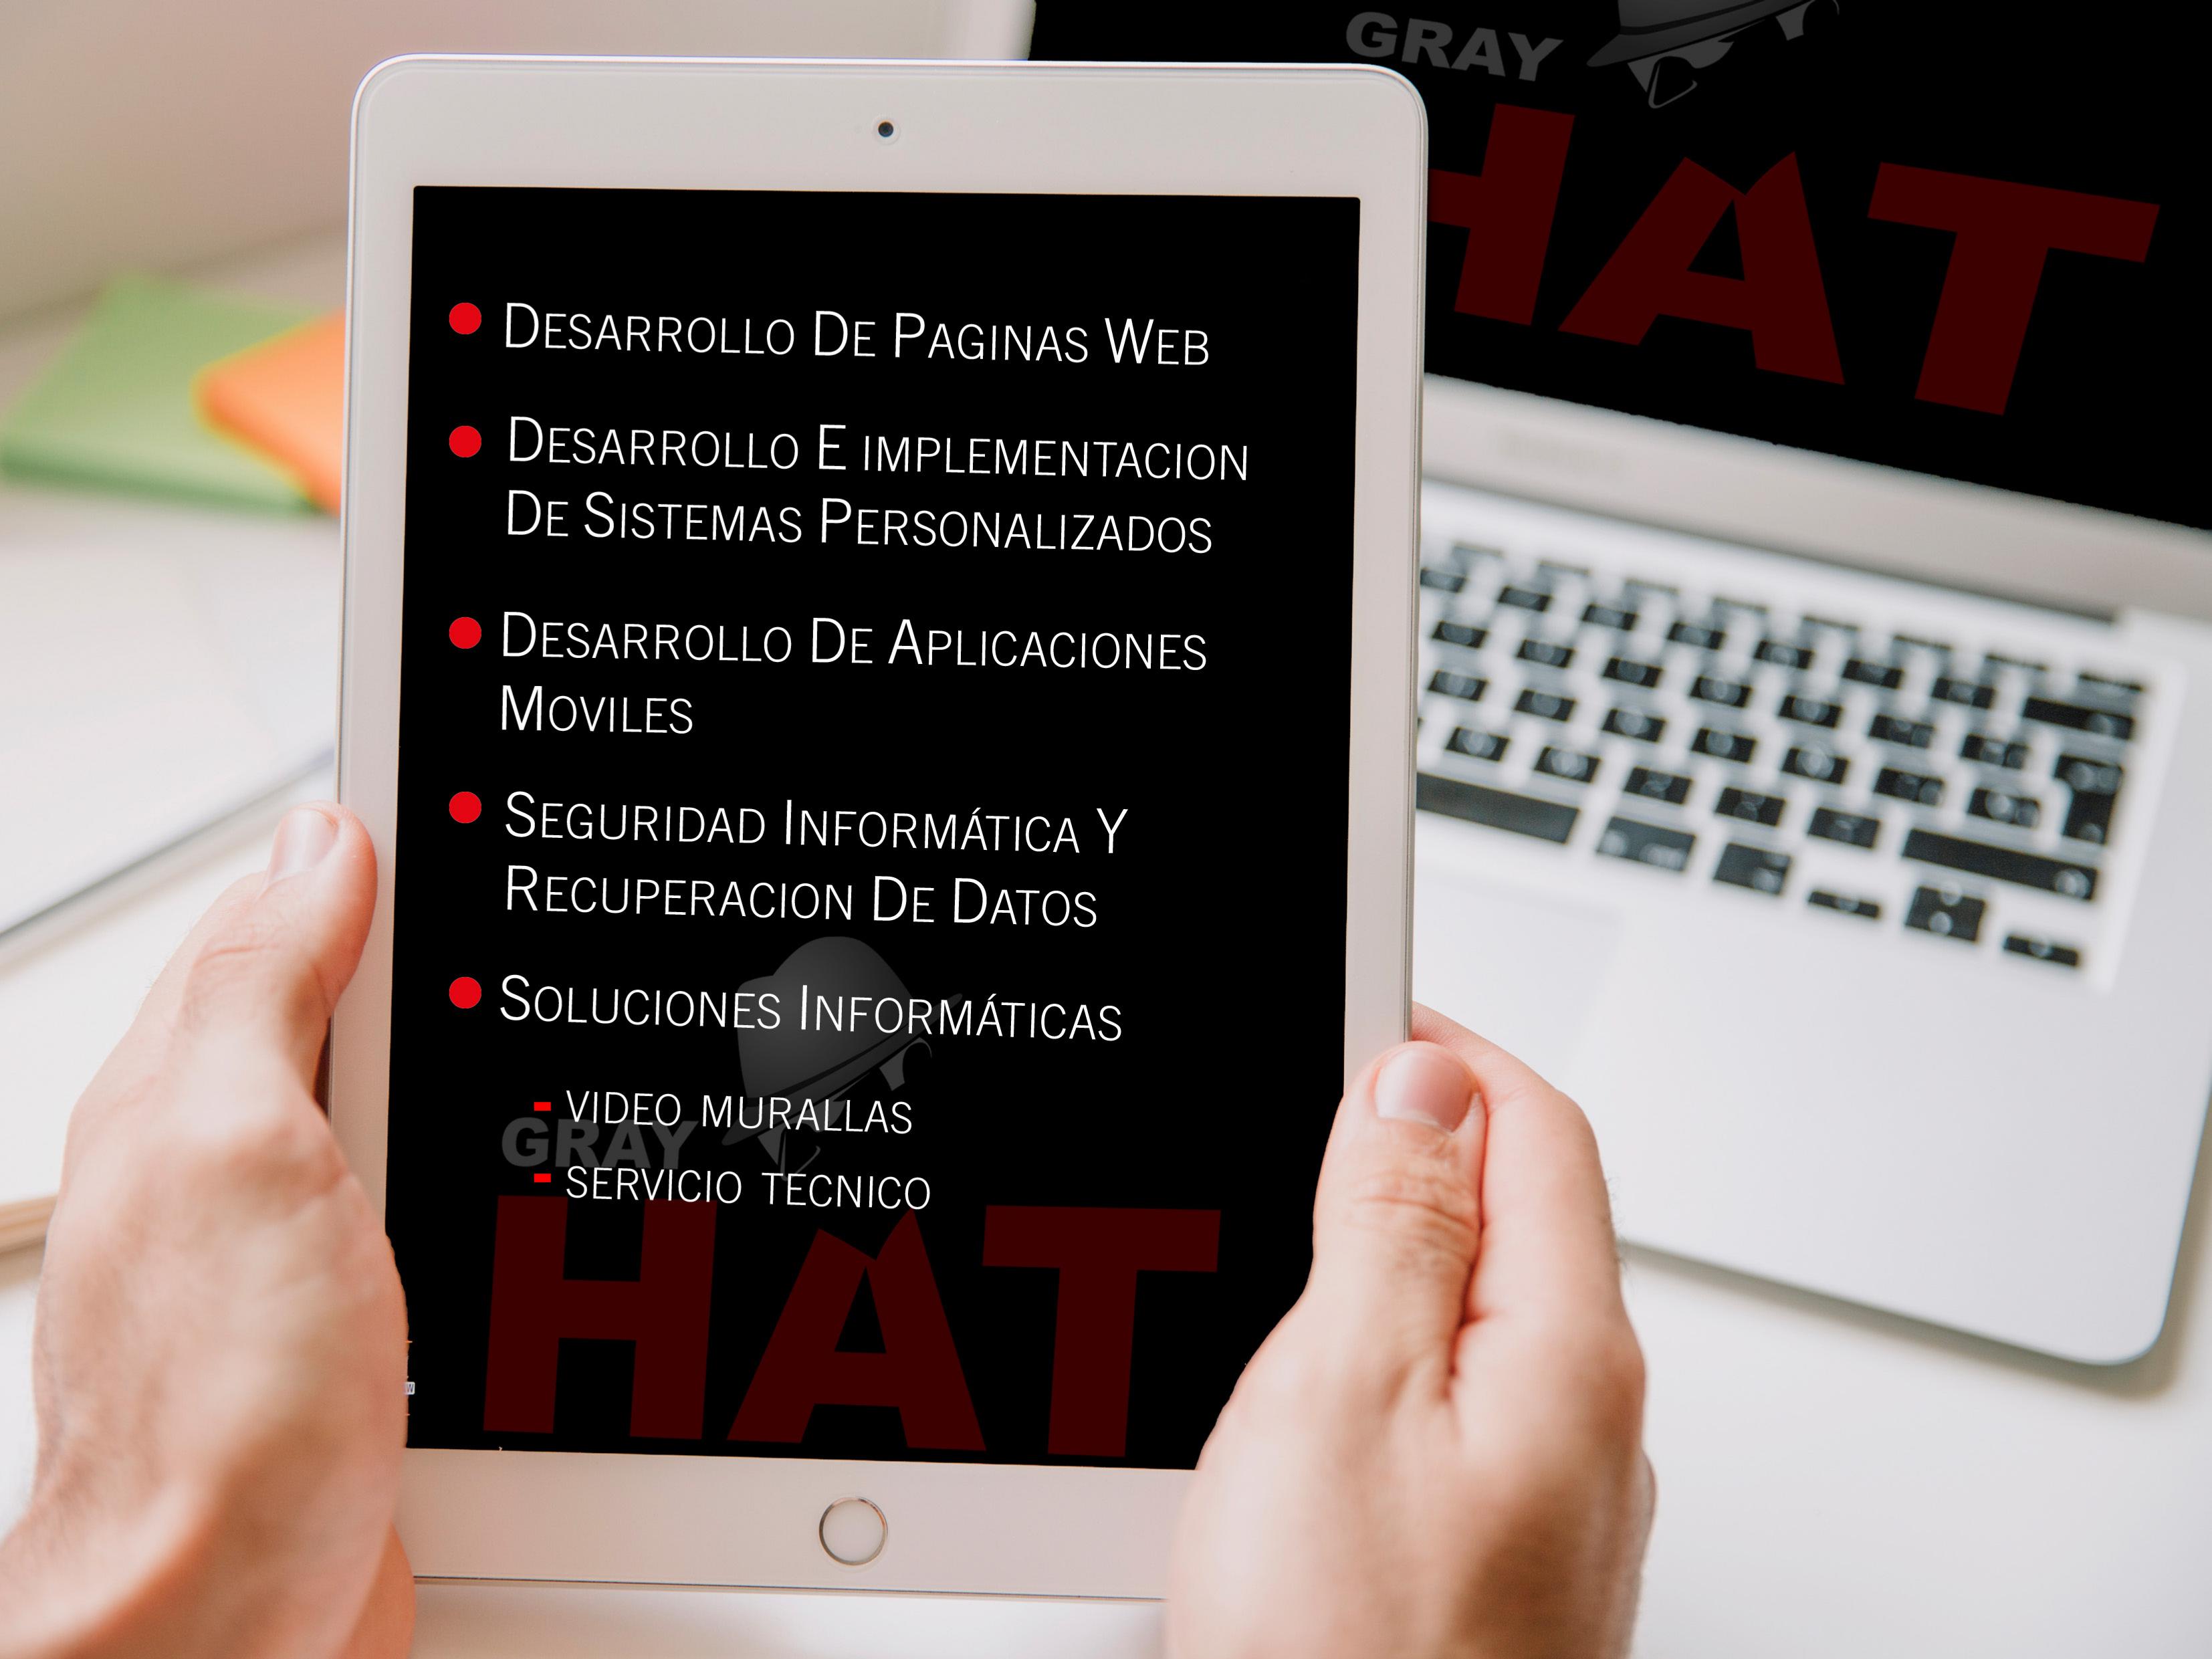 GRAY
HAT
Desarrollo De Paginas Web
Desarrollo E implementacion
De Sistemas Personalizados
Desarrollo De Aplicaciones
Moviles
Seguridad Informática Y
Recuperacion De Datos
Soluciones Informáticas
- video murallas
- servicio tecnico
GRAY
HAT